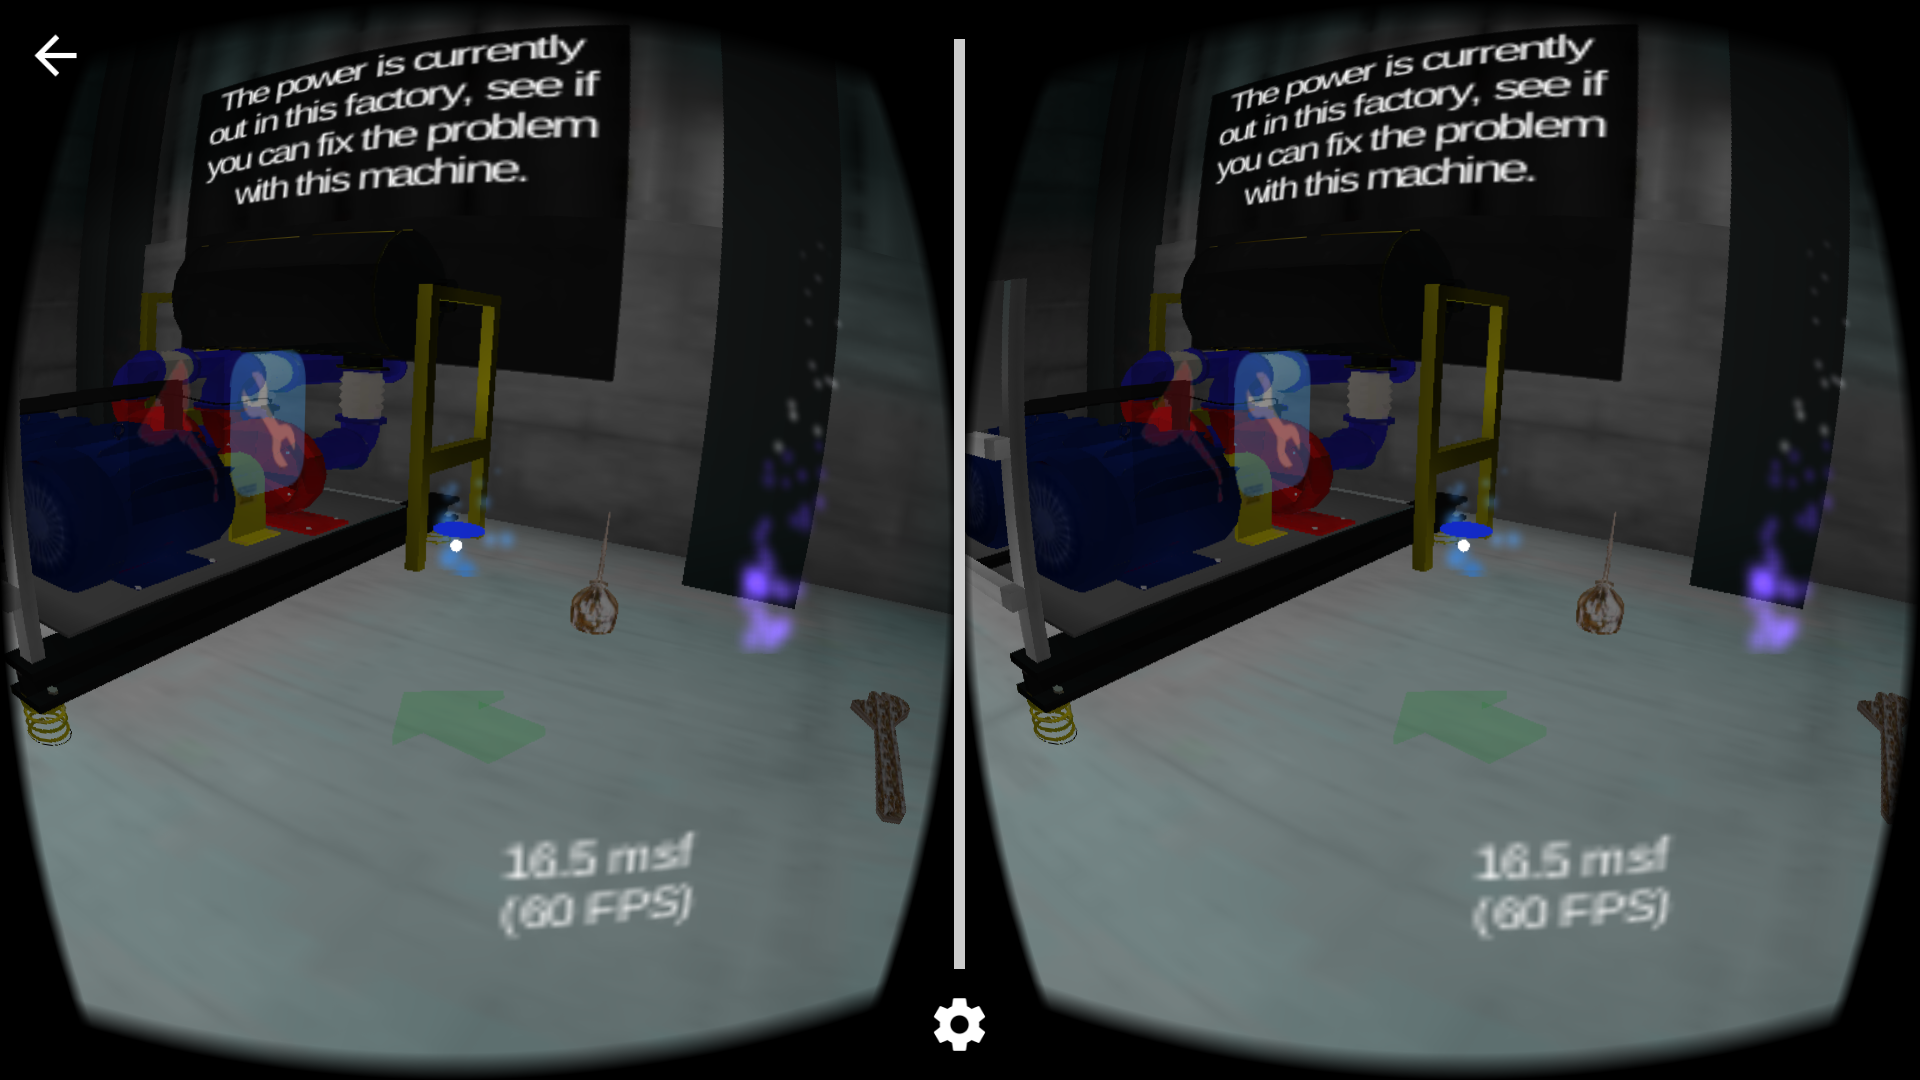 The power is currently
out in this factory, see if
you can fix the problem
with this machine.
16.5 msf
(60 FPS)
The power is currently
out in this factory, see if
you can fix the problem
with this machine.
16.5 msf
(60 FPS)